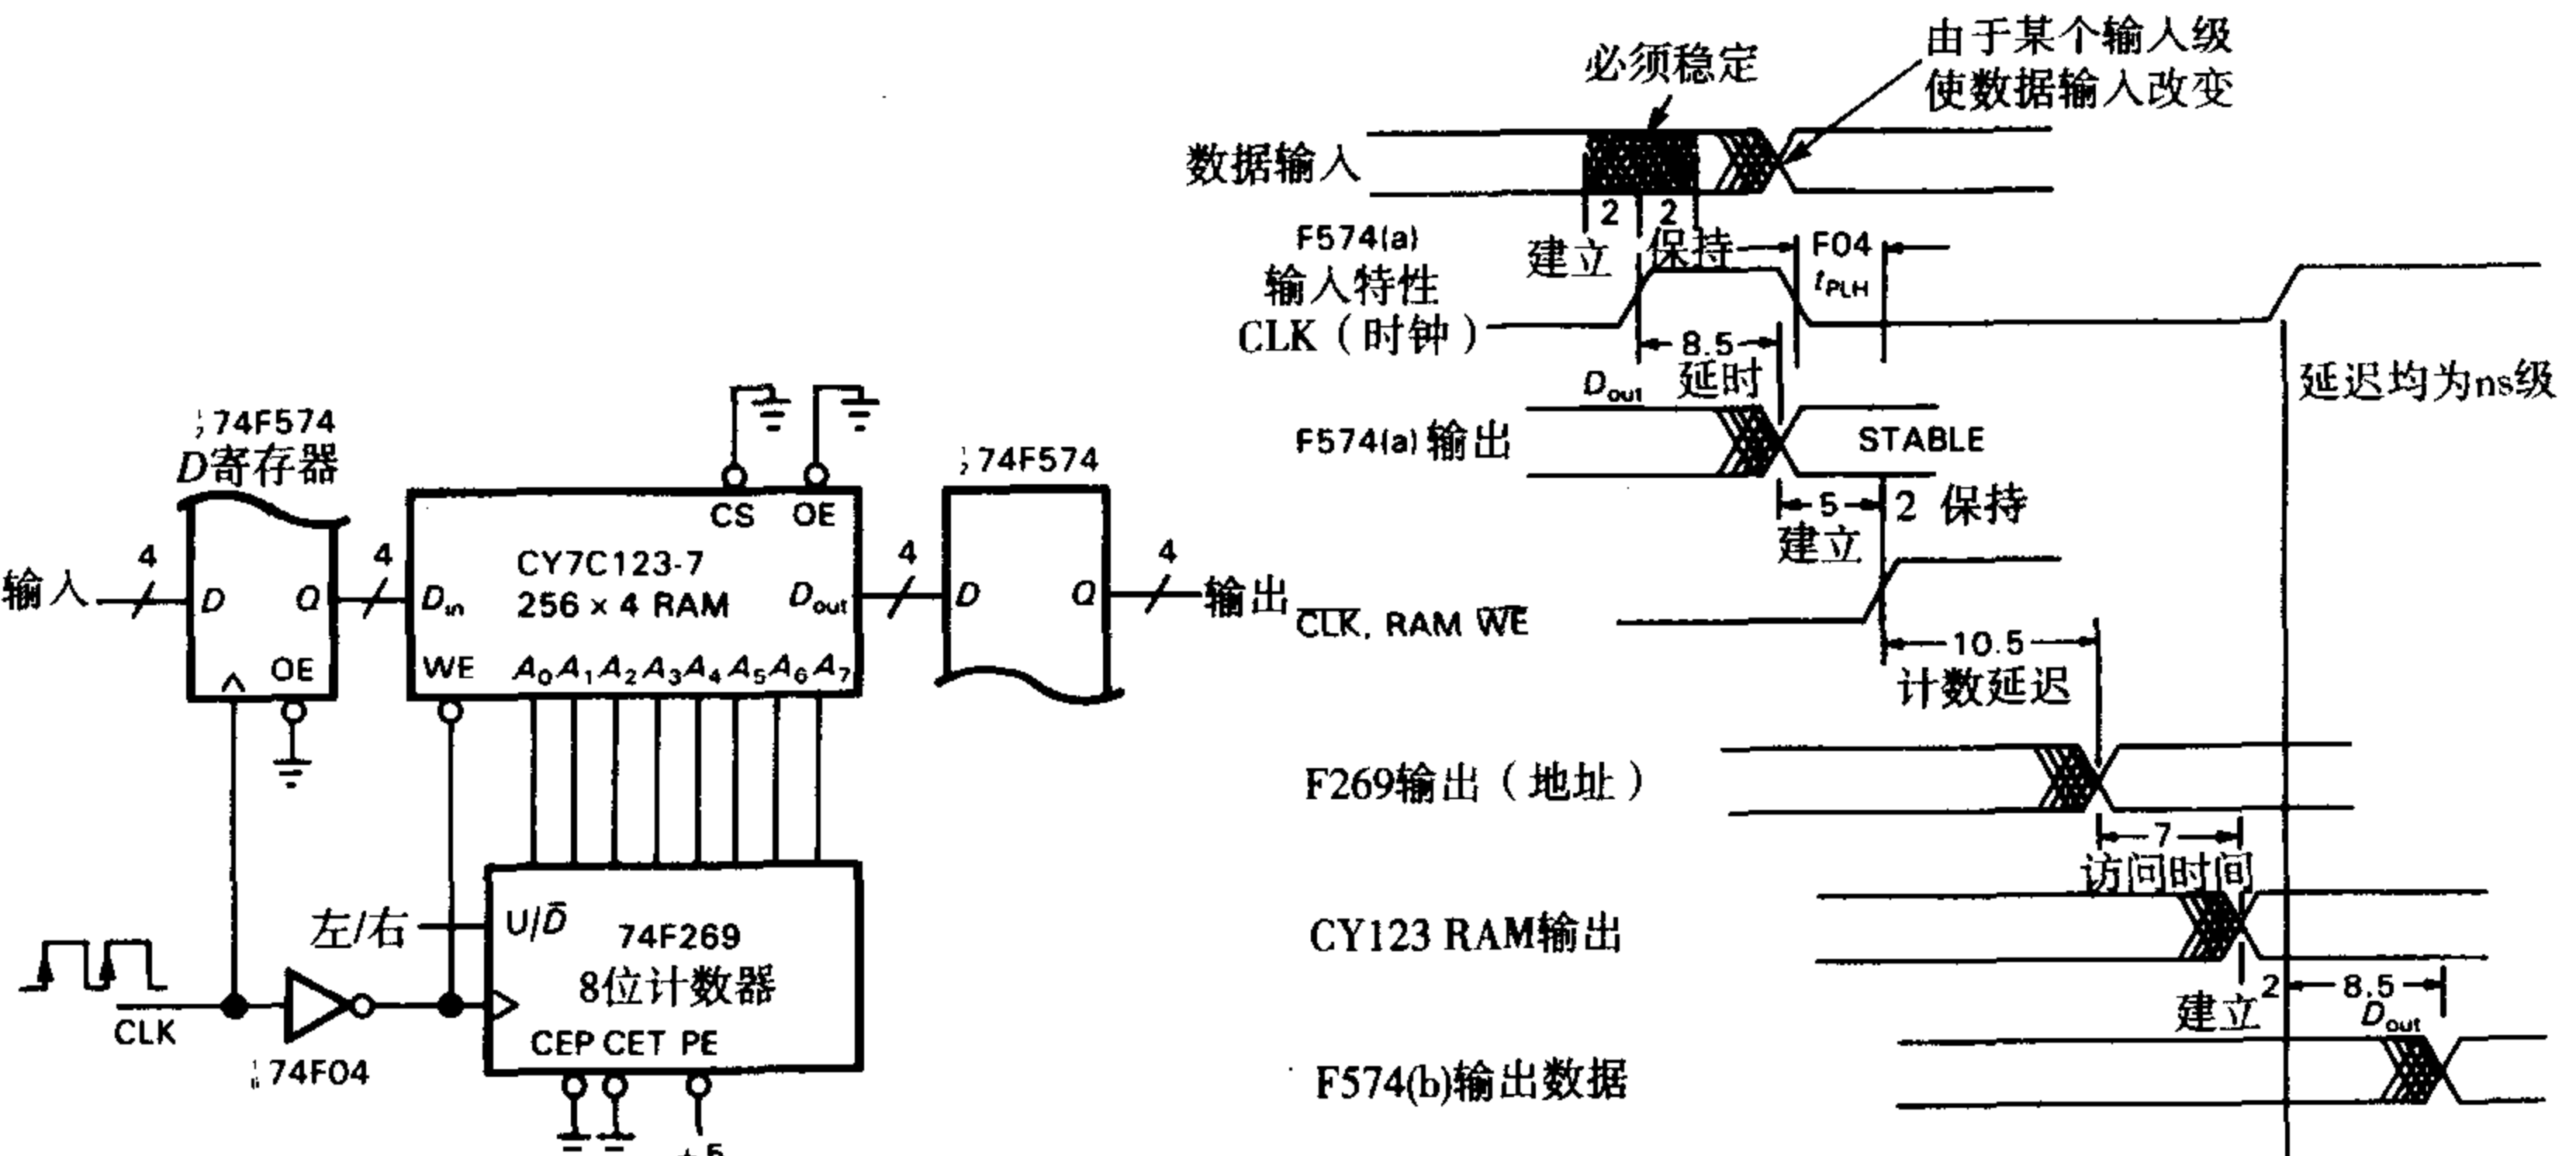 74F574
D寄存器
输入
4
D
Q
OE
4
CS
OE
CY7C123-7
256 × 4 RAM
Din
Dout
WE
A0 A1 A2 A3 A4 A5 A6 A7
4
74F574
D
Q
4
输出
左/右
U/D̅
74F269
8位计数器
CEP CET PE
+5
CLK
74F04
必须稳定
由于某个输入级
使数据输入改变
数据输入
2
2
建立
保持
F574(a)
输入特性
CLK（时钟）
F04
tPLH
8.5
延时
Dout
延迟均为ns级
F574(a)输出
STABLE
5
建立
2 保持
C̅L̅K̅, RAM W̅E̅
10.5
计数延迟
F269输出（地址）
7
访问时间
CY123 RAM输出
建立
2
8.5
Dout
F574(b)输出数据